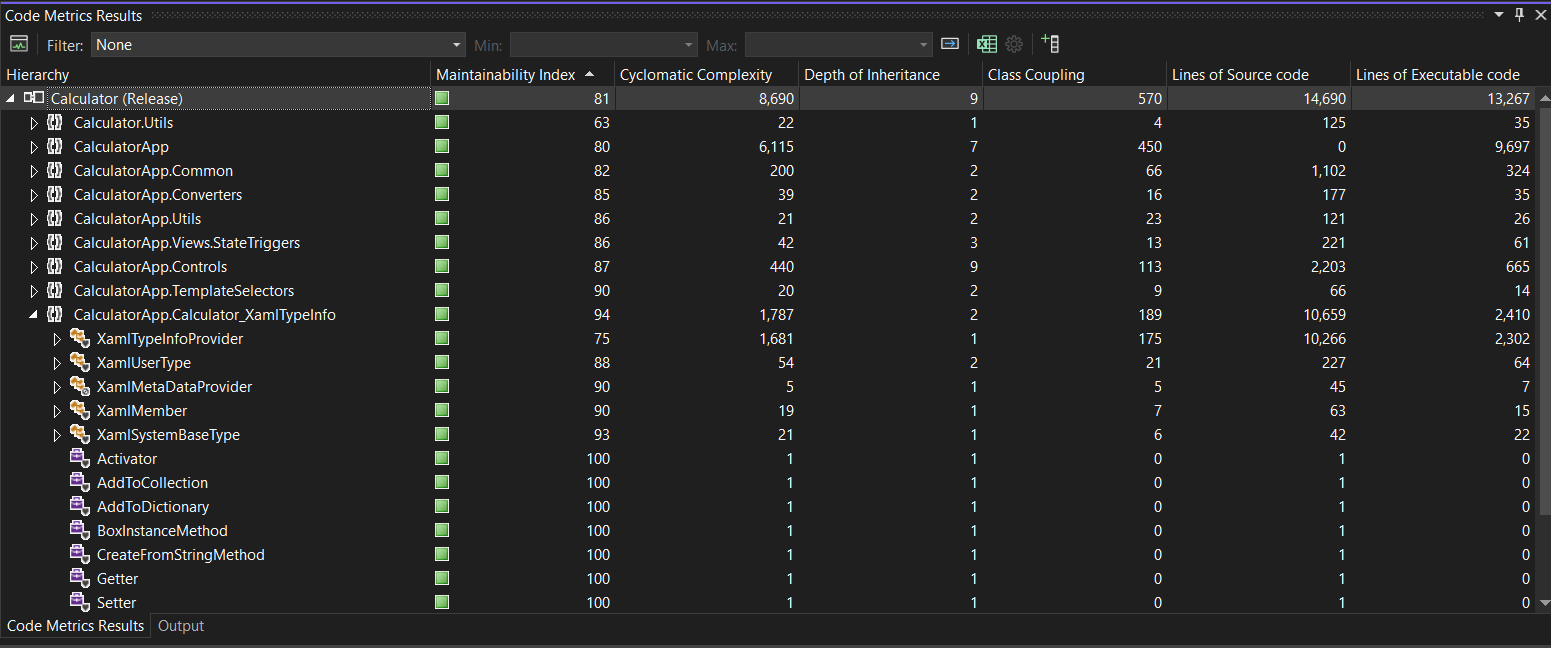 Code Metrics Results
Filter: None Min: Max:
Hierarchy Maintainability Index Cyclomatic Complexity Depth of Inheritance Class Coupling Lines of Source code Lines of Executable code
Calculator (Release) 81 8,690 9 570 14,690 13,267
Calculator.Utils 63 22 1 4 125 35
CalculatorApp 80 6,115 7 450 0 9,697
CalculatorApp.Common 82 200 2 66 1,102 324
CalculatorApp.Converters 85 39 2 16 177 35
CalculatorApp.Utils 86 21 2 23 121 26
CalculatorApp.Views.StateTriggers 86 42 3 13 221 61
CalculatorApp.Controls 87 440 9 113 2,203 665
CalculatorApp.TemplateSelectors 90 20 2 9 66 14
CalculatorApp.Calculator_XamlTypeInfo 94 1,787 2 189 10,659 2,410
XamlTypeInfoProvider 75 1,681 1 175 10,266 2,302
XamlUserType 88 54 2 21 227 64
XamlMetaDataProvider 90 5 1 5 45 7
XamlMember 90 19 1 7 63 15
XamlSystemBaseType 93 21 1 6 42 22
Activator 100 1 1 0 1 0
AddToCollection 100 1 1 0 1 0
AddToDictionary 100 1 1 0 1 0
BoxInstanceMethod 100 1 1 0 1 0
CreateFromStringMethod 100 1 1 0 1 0
Getter 100 1 1 0 1 0
Setter 100 1 1 0 1 0
Code Metrics Results Output